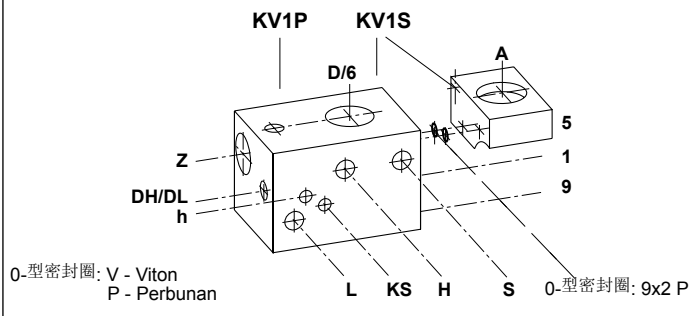 KV1P KV1S
A
D/6
5
Z
1
DH/DL
9
h
L KS H S
0-型密封圈: V - Viton
P - Perbunan
0-型密封圈: 9x2 P